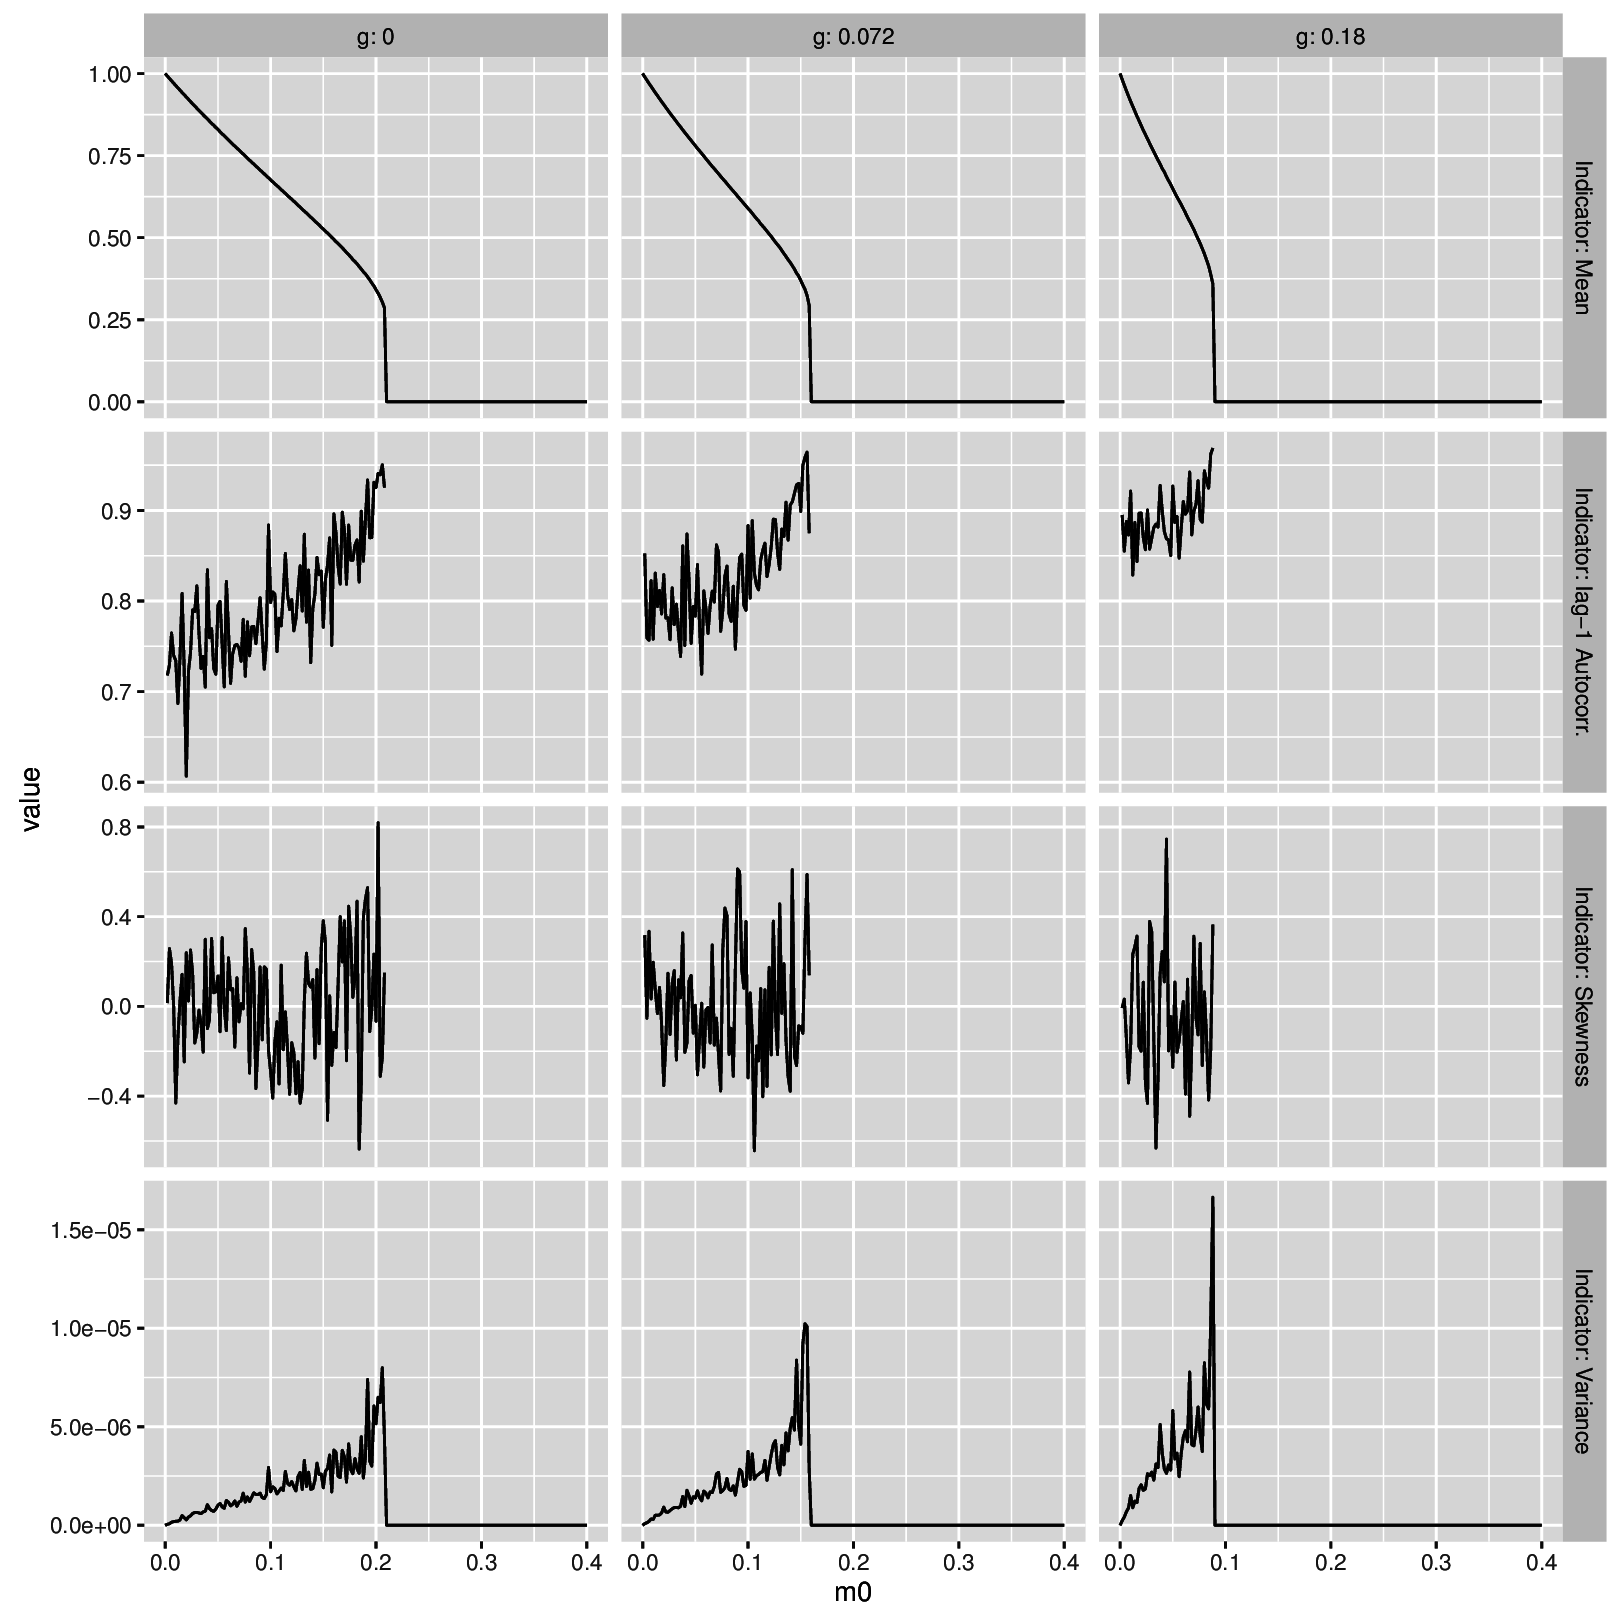 g: 0
g: 0.072
g: 0.18
1.00
0.75
0.50
0.25
0.00
Indicator: Mean
0.9
0.8
0.7
0.6
Indicator: lag−1 Autocorr.
value
0.8
0.4
0.0
−0.4
Indicator: Skewness
1.5e−05
1.0e−05
5.0e−06
0.0e+00
Indicator: Variance
0.0 0.1 0.2 0.3 0.4
0.0 0.1 0.2 0.3 0.4
0.0 0.1 0.2 0.3 0.4
m0